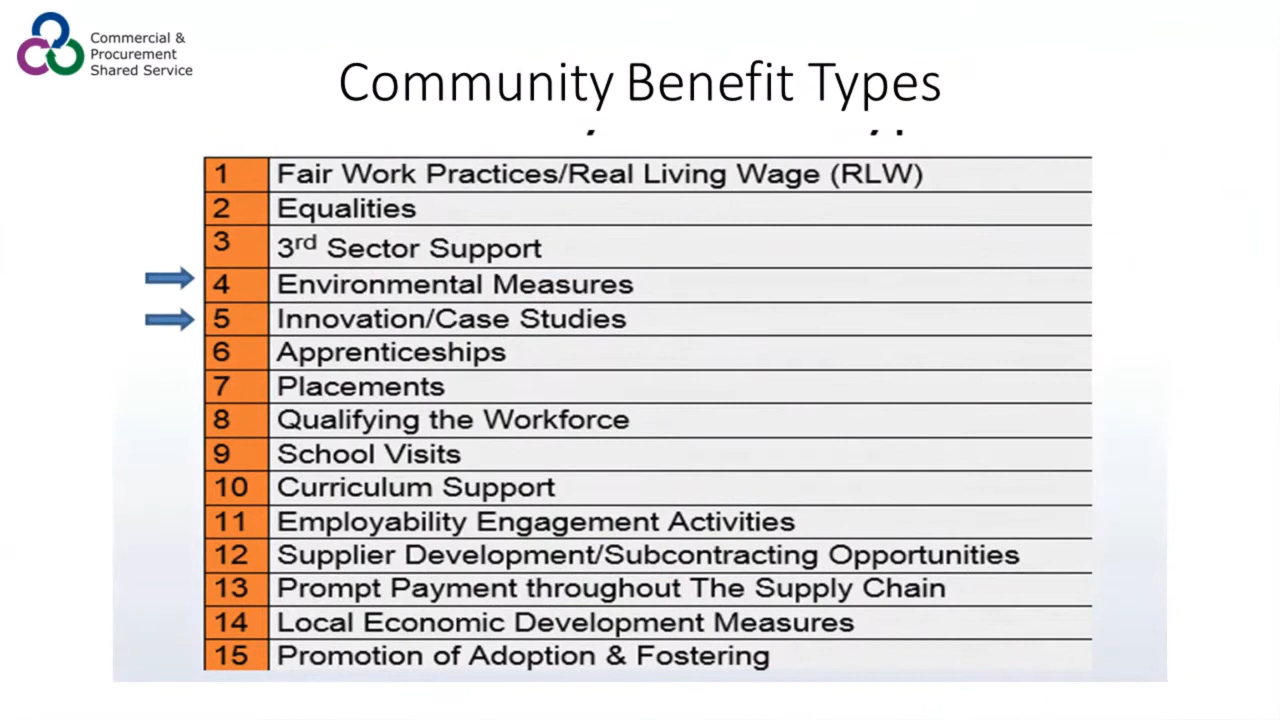 Commercial &
Procurement
Shared Service
Community Benefit Types
1 Fair Work Practices/Real Living Wage (RLW)
2 Equalities
3 3rd Sector Support
4 Environmental Measures
5 Innovation/Case Studies
6 Apprenticeships
7 Placements
8 Qualifying the Workforce
9 School Visits
10 Curriculum Support
11 Employability Engagement Activities
12 Supplier Development/Subcontracting Opportunities
13 Prompt Payment throughout The Supply Chain
14 Local Economic Development Measures
15 Promotion of Adoption & Fostering